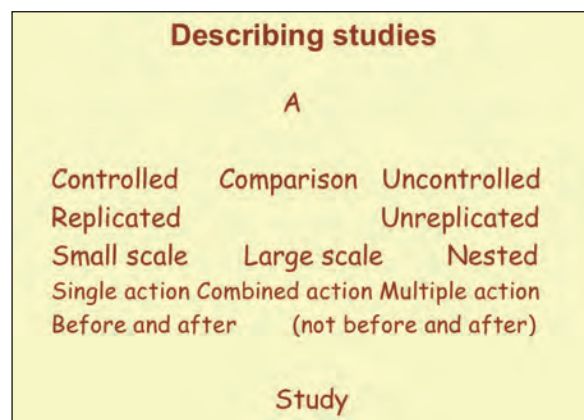 Describing studies
A
Controlled Comparison Uncontrolled
Replicated Unreplicated
Small scale Large scale Nested
Single action Combined action Multiple action
Before and after (not before and after)
Study